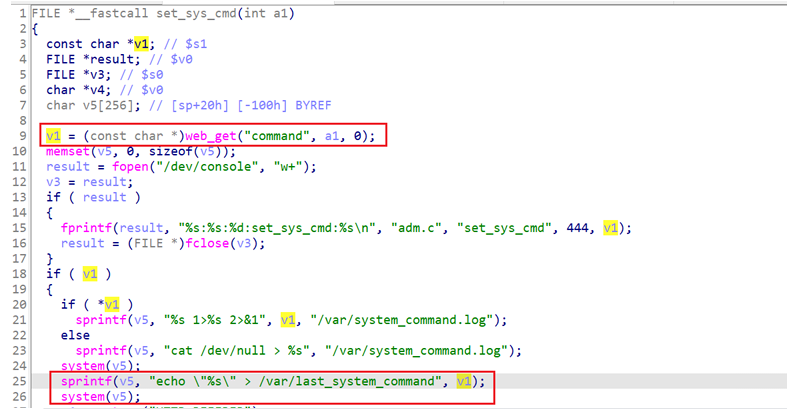 1 FILE *__fastcall set_sys_cmd(int a1)
2 {
3 const char *v1; // $s1
4 FILE *result; // $v0
5 FILE *v3; // $s0
6 char *v4; // $v0
7 char v5[256]; // [sp+20h] [-100h] BYREF
8
9 v1 = (const char *)web_get("command", a1, 0);
10 memset(v5, 0, sizeof(v5));
11 result = fopen("/dev/console", "w+");
12 v3 = result;
13 if ( result )
14 {
15 fprintf(result, "%s:%s:%d:set_sys_cmd:%s\n", "adm.c", "set_sys_cmd", 444, v1);
16 result = (FILE *)fclose(v3);
17 }
18 if ( v1 )
19 {
20 if ( *v1 )
21 sprintf(v5, "%s 1>%s 2>&1", v1, "/var/system_command.log");
22 else
23 sprintf(v5, "cat /dev/null > %s", "/var/system_command.log");
24 system(v5);
25 sprintf(v5, "echo \"%s\" > /var/last_system_command", v1);
26 system(v5);